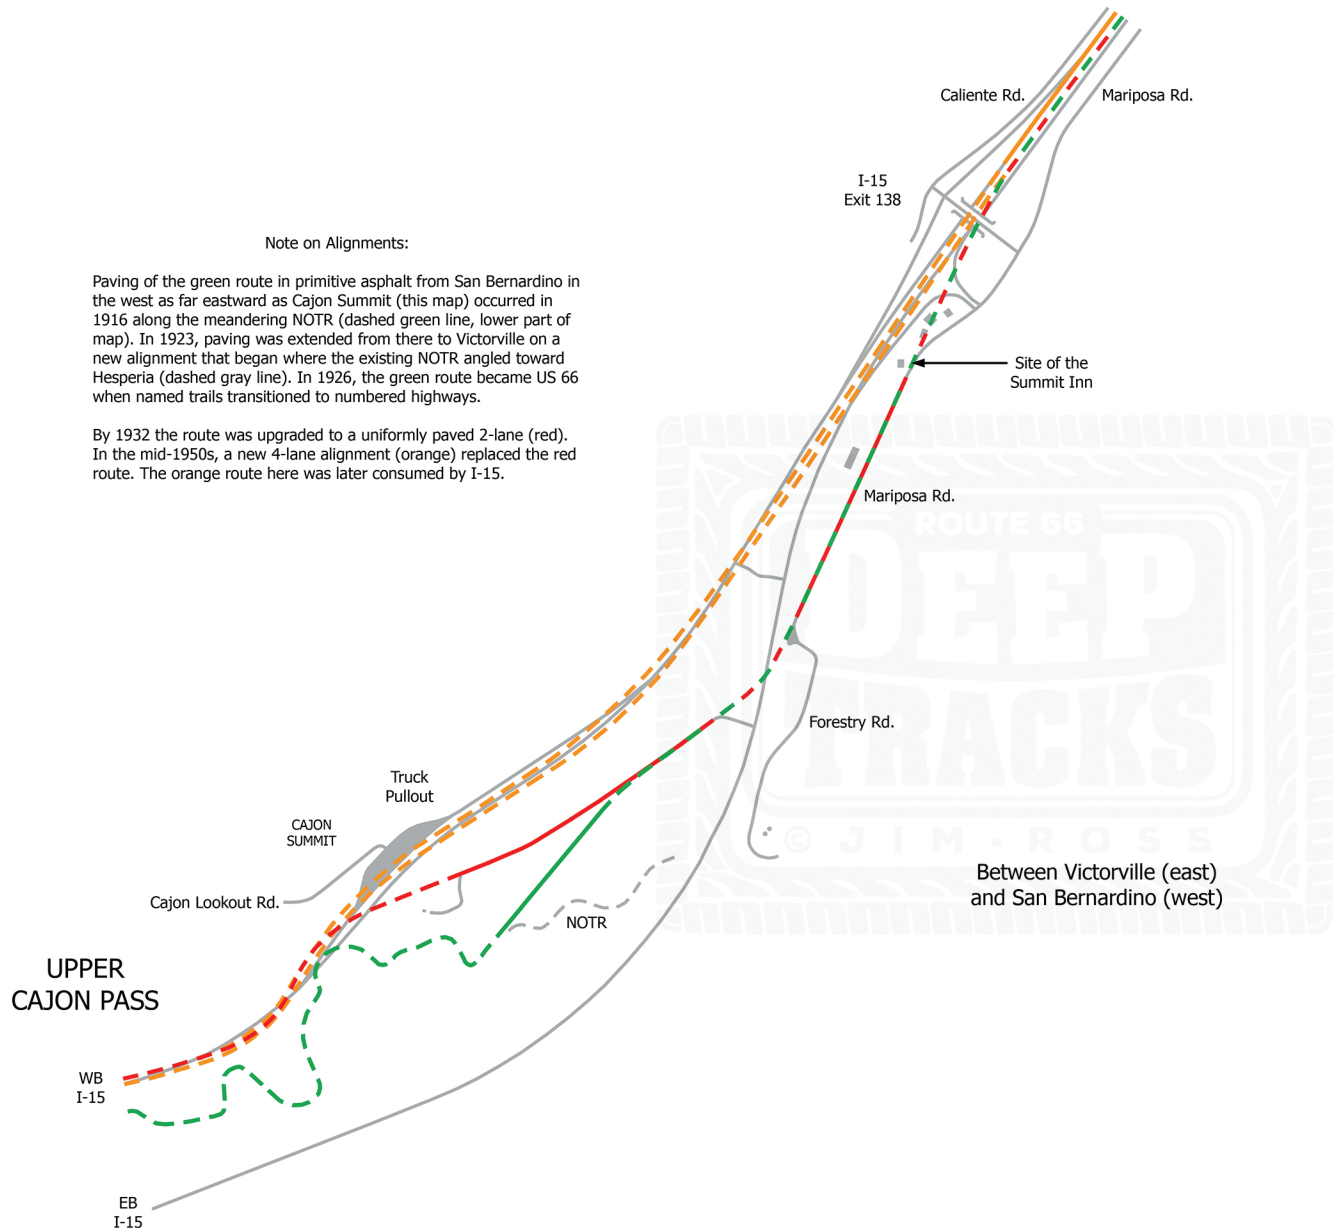 Caliente Rd.
Mariposa Rd.
I-15
Exit 138
Note on Alignments:
Paving of the green route in primitive asphalt from San Bernardino in
the west as far eastward as Cajon Summit (this map) occurred in
1916 along the meandering NOTR (dashed green line, lower part of
map). In 1923, paving was extended from there to Victorville on a
new alignment that began where the existing NOTR angled toward
Hesperia (dashed gray line). In 1926, the green route became US 66
when named trails transitioned to numbered highways.
By 1932 the route was upgraded to a uniformly paved 2-lane (red).
In the mid-1950s, a new 4-lane alignment (orange) replaced the red
route. The orange route here was later consumed by I-15.
Site of the
Summit Inn
Mariposa Rd.
ROUTE 66
DEEP
TRACKS
© JIM·ROSS
Forestry Rd.
Truck
Pullout
CAJON
SUMMIT
Cajon Lookout Rd.
NOTR
Between Victorville (east)
and San Bernardino (west)
UPPER
CAJON PASS
WB
I-15
EB
I-15